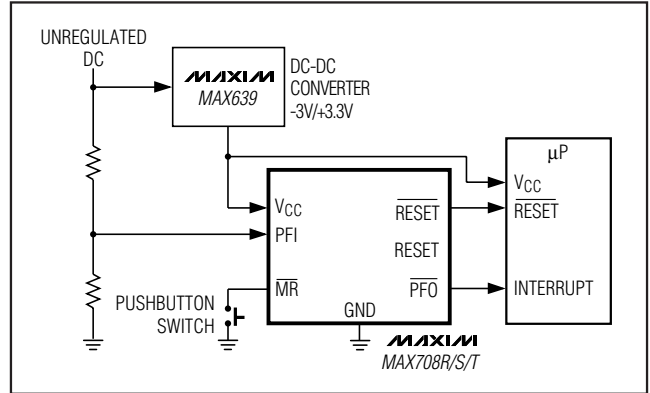 UNREGULATED
DC
MAXIM
MAX639
DC-DC
CONVERTER
-3V/+3.3V
μP
VCC
RESET
INTERRUPT
VCC
PFI
MR
GND
RESET
RESET
PFO
PUSHBUTTON
SWITCH
MAXIM
MAX708R/S/T